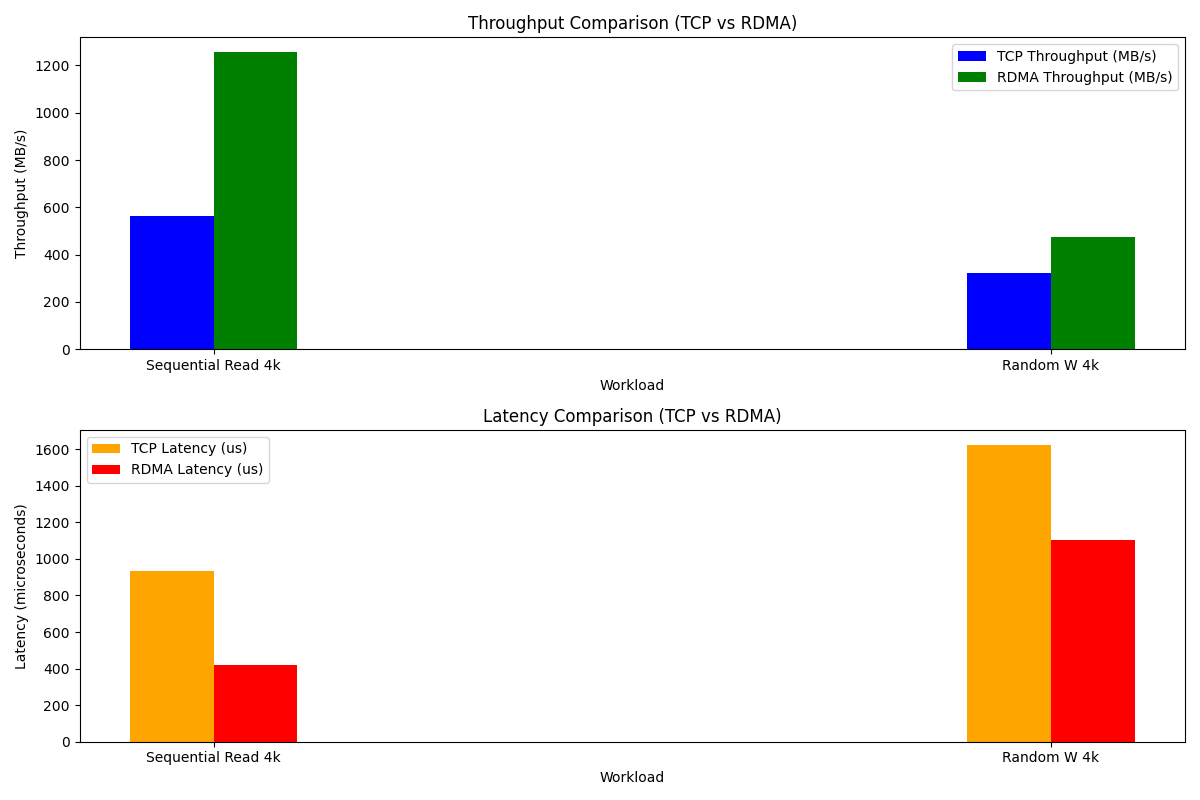 Throughput Comparison (TCP vs RDMA)
TCP Throughput (MB/s)
RDMA Throughput (MB/s)
Throughput (MB/s)
1200
1000
800
600
400
200
0
Sequential Read 4k
Random W 4k
Workload
Latency Comparison (TCP vs RDMA)
TCP Latency (us)
RDMA Latency (us)
Latency (microseconds)
1600
1400
1200
1000
800
600
400
200
0
Sequential Read 4k
Random W 4k
Workload